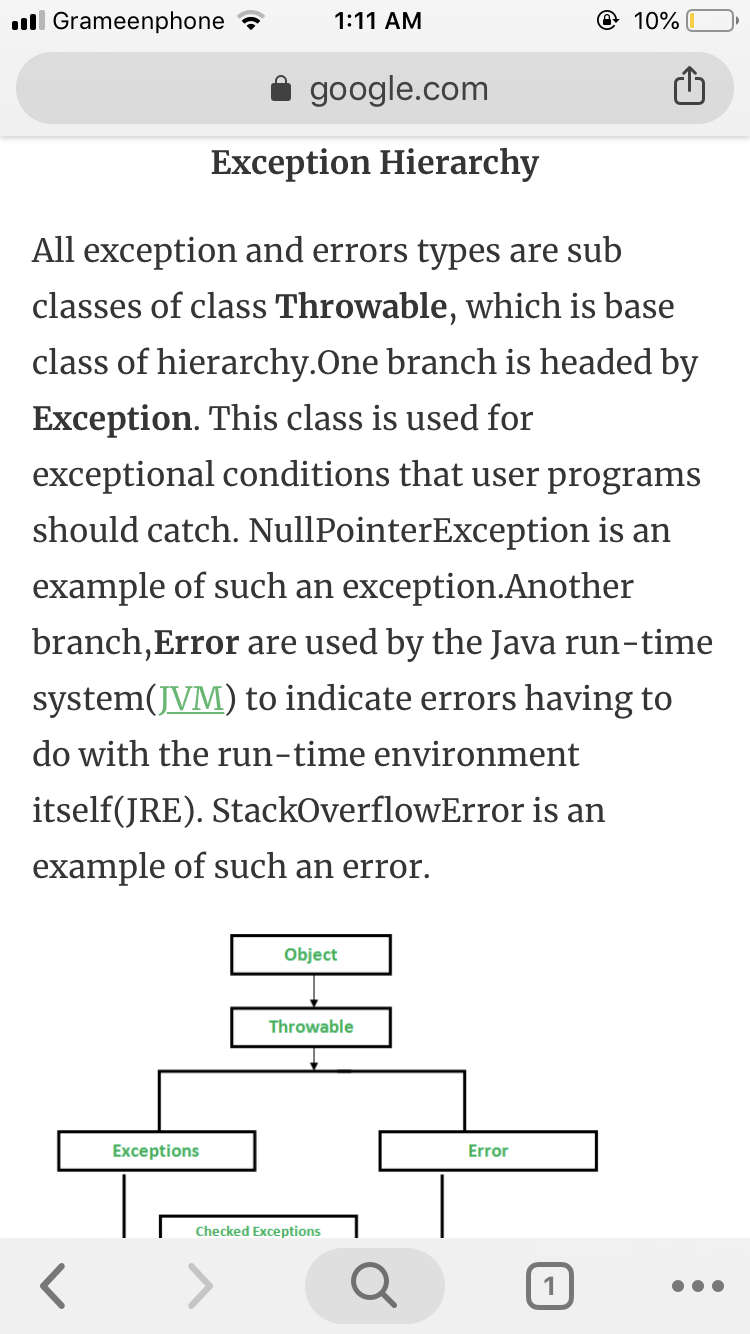 Grameenphone 1:11 AM 10%
google.com
Exception Hierarchy
All exception and errors types are sub
classes of class Throwable, which is base
class of hierarchy.One branch is headed by
Exception. This class is used for
exceptional conditions that user programs
should catch. NullPointerException is an
example of such an exception.Another
branch,Error are used by the Java run-time
system(JVM) to indicate errors having to
do with the run-time environment
itself(JRE). StackOverflowError is an
example of such an error.
Object
Throwable
Exceptions Error
Checked Exceptions
1